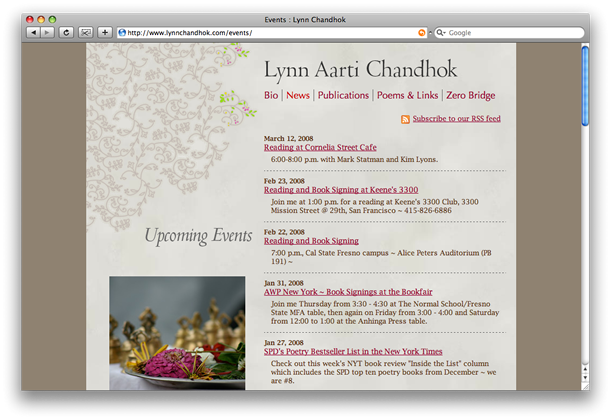 Events : Lynn Chandhok
http://www.lynnchandhok.com/events/
Google
Lynn Aarti Chandhok
Bio | News | Publications | Poems & Links | Zero Bridge
Subscribe to our RSS feed
March 12, 2008
Reading at Cornelia Street Cafe
6:00-8:00 p.m. with Mark Statman and Kim Lyons.
Feb 23, 2008
Reading and Book Signing at Keene's 3300
Join me at 1:00 p.m. for a reading at Keene's 3300 Club, 3300
Mission Street @ 29th, San Francisco ~ 415-826-6886
Upcoming Events
Feb 22, 2008
Reading and Book Signing
7:00 p.m., Cal State Fresno campus ~ Alice Peters Auditorium (PB
191) ~
Jan 31, 2008
AWP New York ~ Book Signings at the Bookfair
Join me Thursday from 3:30 - 4:30 at The Normal School/Fresno
State MFA table, then again on Friday from 3:00 - 4:00 and Saturday
from 12:00 to 1:00 at the Anhinga Press table.
Jan 27, 2008
SPD's Poetry Bestseller List in the New York Times
Check out this week's NYT book review "Inside the List" column
which includes the SPD top ten poetry books from December ~ we
are #8.